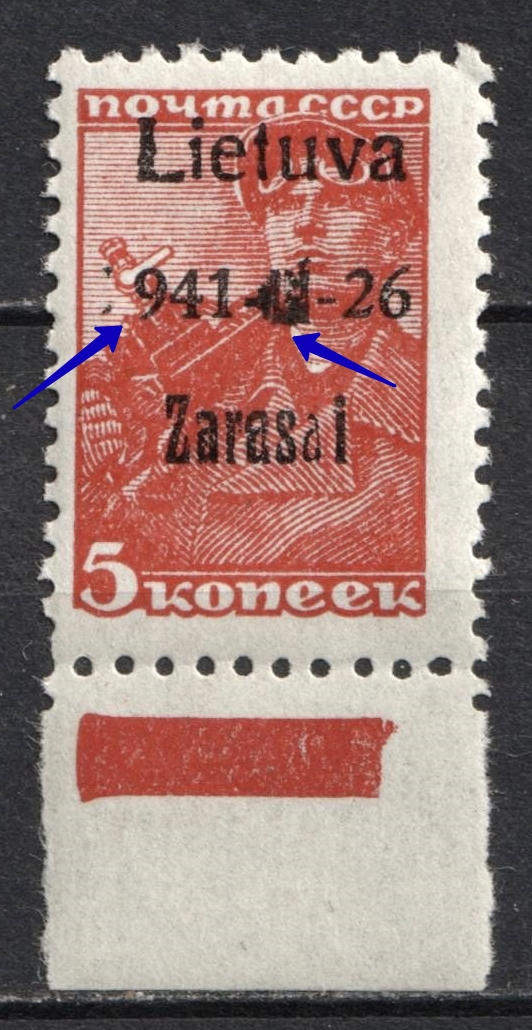 почта СССР
Lietuva
941- -26
Zarasai
5 копеек